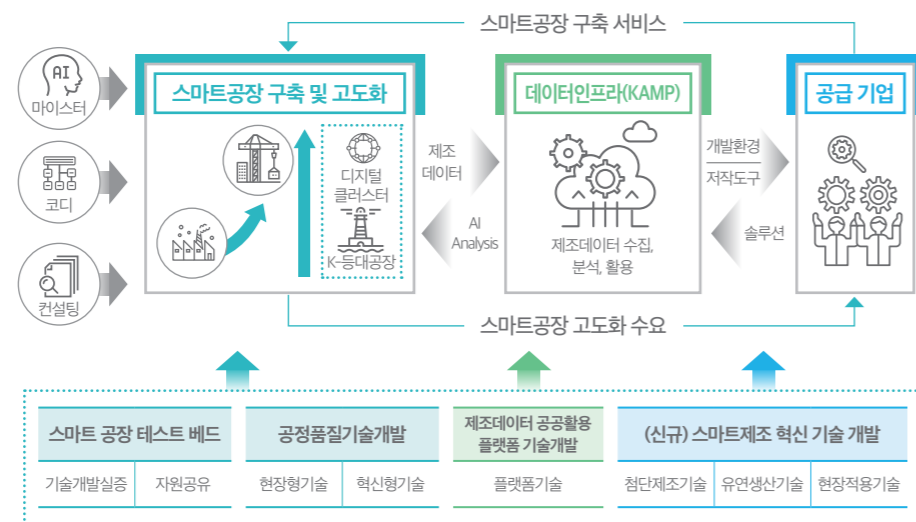 스마트공장 구축 서비스
AI
마이스터
코디
컨설팅
스마트공장 구축 및 고도화
디지털
클러스터
K-등대공장
제조
데이터
AI
Analysis
데이터인프라(KAMP)
제조데이터 수집,
분석, 활용
개발환경
저작도구
솔루션
공급 기업
스마트공장 고도화 수요
스마트 공장 테스트 베드
기술개발실증
자원공유
공정품질기술개발
현장형기술
혁신형기술
제조데이터 공공활용
플랫폼 기술개발
플랫폼기술
(신규) 스마트제조 혁신 기술 개발
첨단제조기술
유연생산기술
현장적용기술